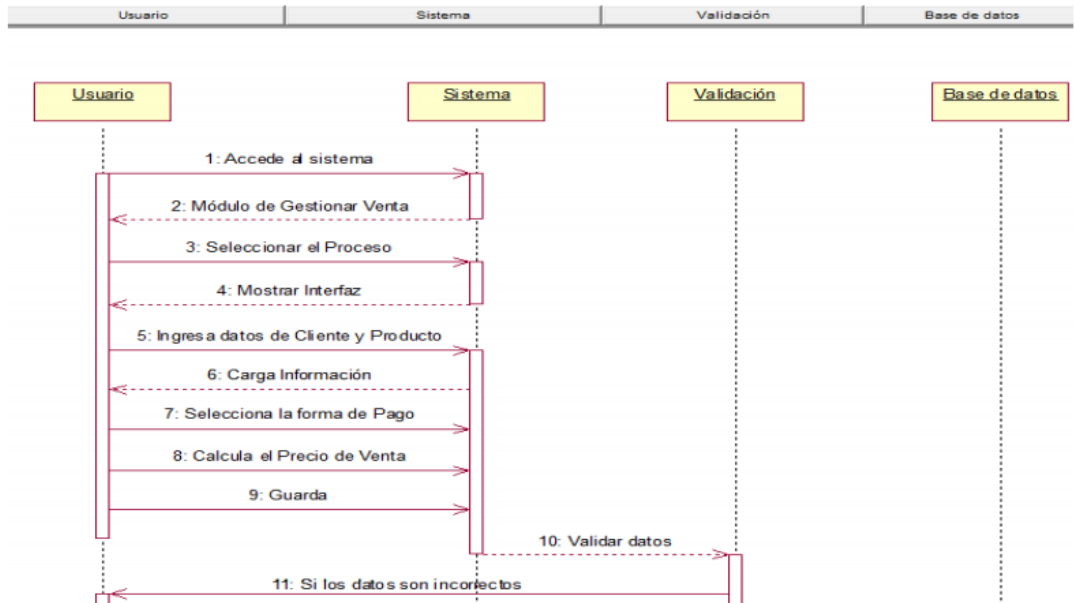 Usuario
Sistema
Validación
Base de datos
Usuario
Sistema
Validación
Base de datos
1: Accede al sistema
2: Módulo de Gestionar Venta
3: Seleccionar el Proceso
4: Mostrar Interfaz
5: Ingresa datos de Cliente y Producto
6: Carga Información
7: Selecciona la forma de Pago
8: Calcula el Precio de Venta
9: Guarda
10: Validar datos
11: Si los datos son incorrectos